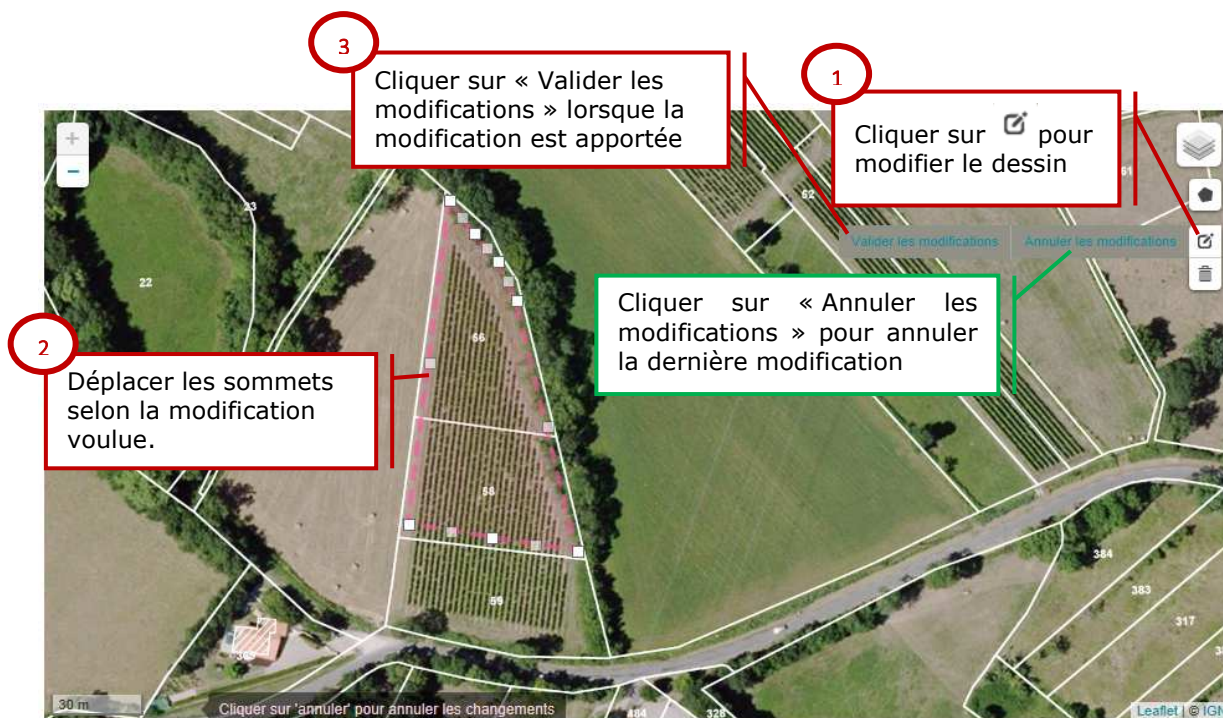 3
Cliquer sur « Valider les
modifications » lorsque la
modification est apportée
1
Cliquer sur pour
modifier le dessin
+
−
23
22
62
61
Valider les modifications
Annuler les modifications
Cliquer sur « Annuler les
modifications » pour annuler
la dernière modification
66
2
Déplacer les sommets
selon la modification
voulue.
58
59
384
383
317
30 m
Cliquer sur 'annuler' pour annuler les changements
484
328
Leaflet | © IGN